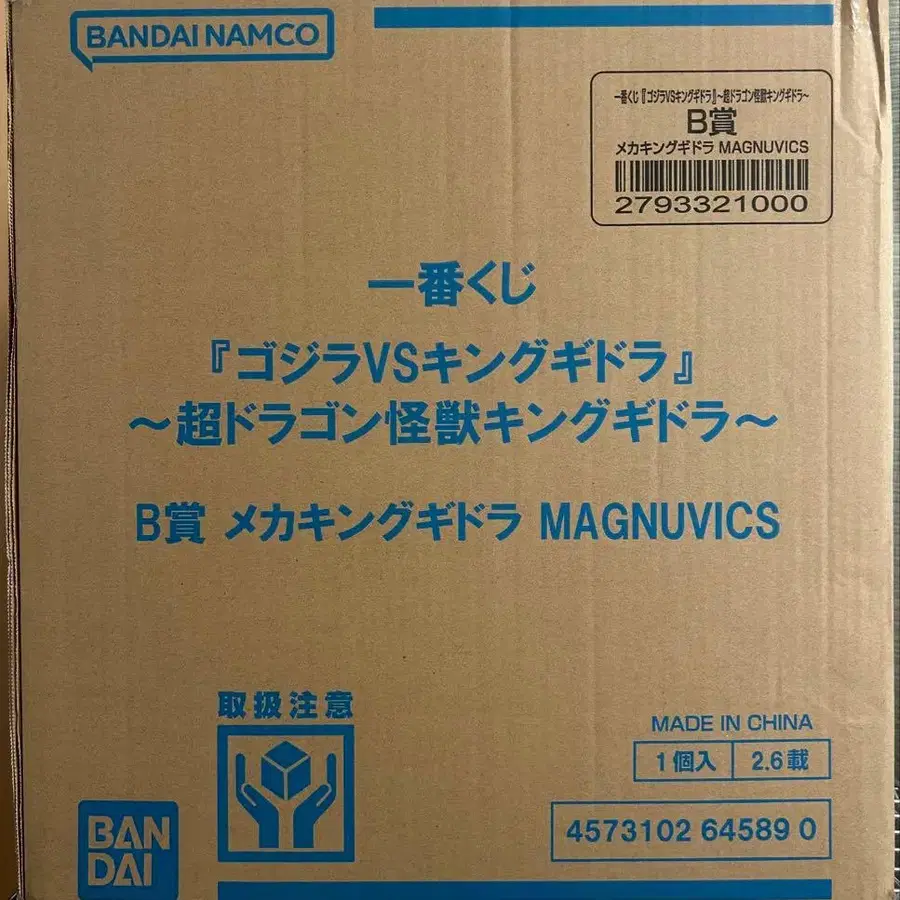 BANDAI NAMCO
一番くじ『ゴジラVSキングギドラ』～超ドラゴン怪獣キングギドラ～
B賞
メカキングギドラ MAGNUVICS
2793321000
一番くじ
『ゴジラVSキングギドラ』
～超ドラゴン怪獣キングギドラ～
B賞 メカキングギドラ MAGNUVICS
取扱注意
MADE IN CHINA
1個入 2.6載
4573102 64589 0
BAN
DAI